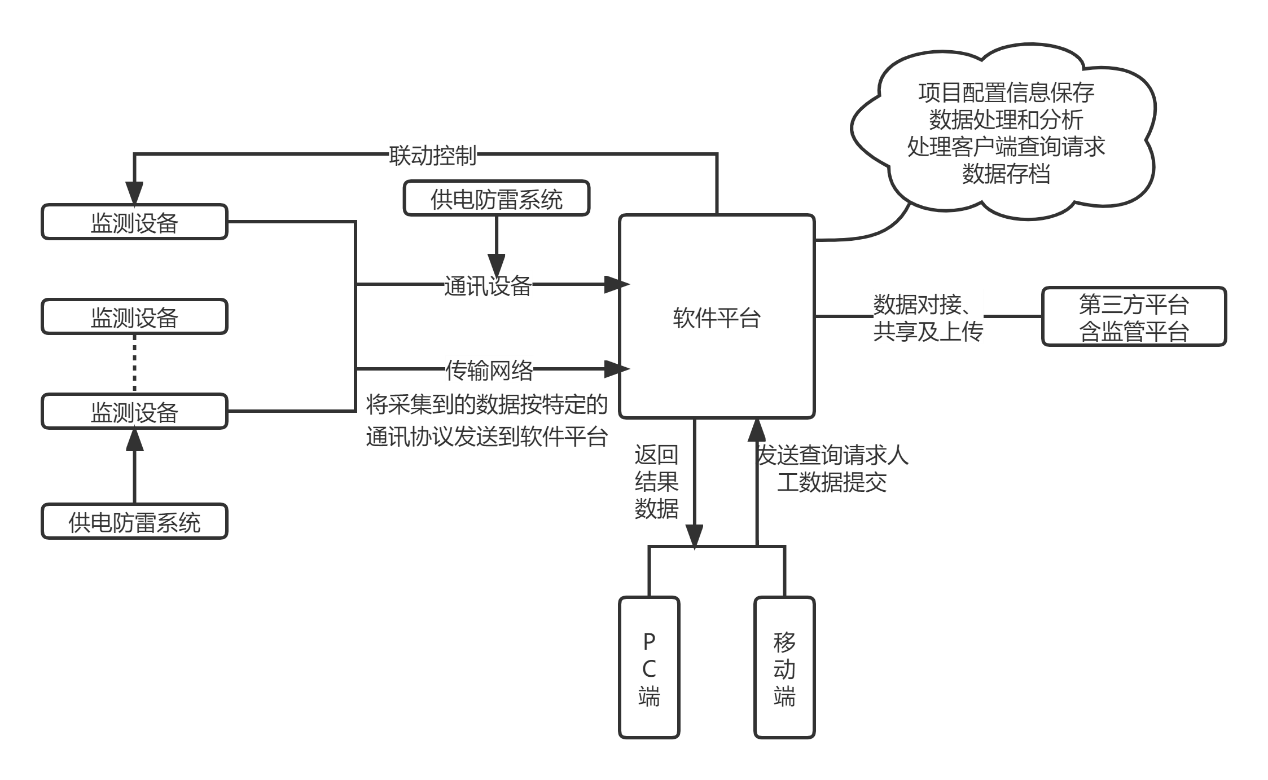 项目配置信息保存
数据处理和分析
处理客户端查询请求
数据存档
联动控制
供电防雷系统
监测设备
通讯设备
监测设备
软件平台
数据对接、
共享及上传
第三方平台
含监管平台
传输网络
将采集到的数据按特定的
通讯协议发送到软件平台
监测设备
供电防雷系统
返回
结果
数据
发送查询请求人
工数据提交
P
C
端
移
动
端